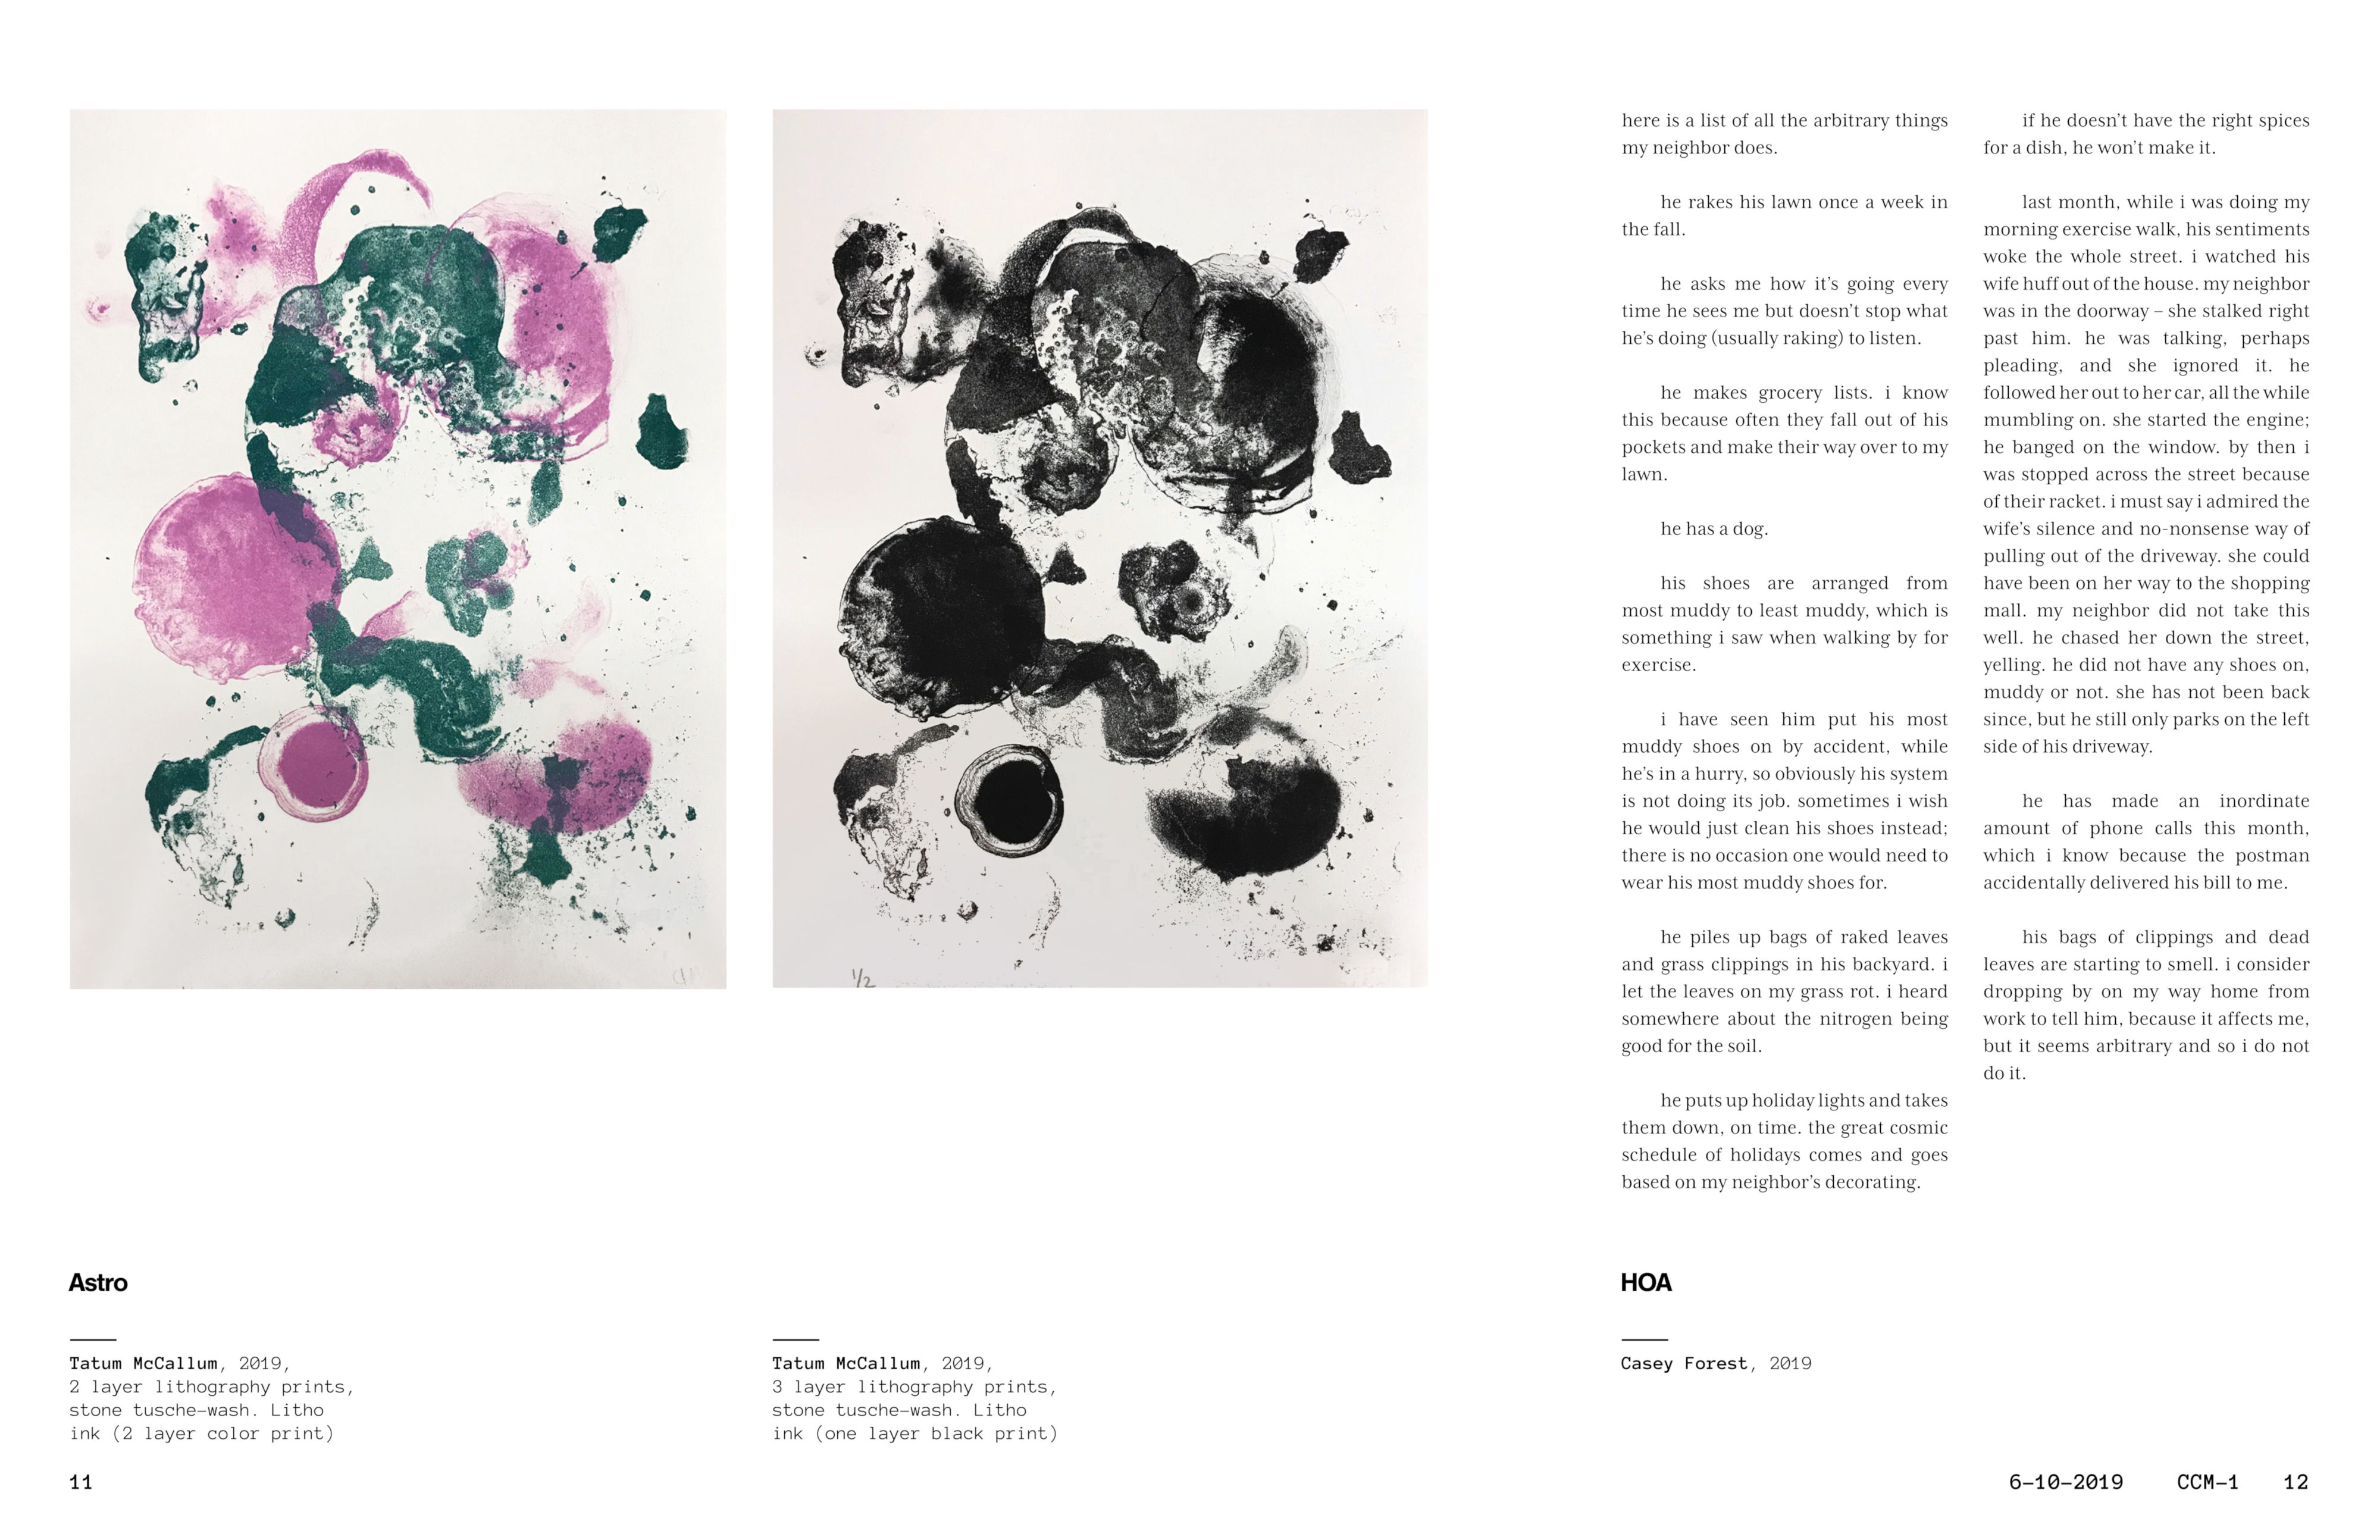 1/2
here is a list of all the arbitrary things
my neighbor does.
he rakes his lawn once a week in
the fall.
he asks me how it's going every
time he sees me but doesn't stop what
he's doing (usually raking) to listen.
he makes grocery lists. i know
this because often they fall out of his
pockets and make their way over to my
lawn.
he has a dog.
his shoes are arranged from
most muddy to least muddy, which is
something i saw when walking by for
exercise.
i have seen him put his most
muddy shoes on by accident, while
he's in a hurry, so obviously his system
is not doing its job. sometimes i wish
he would just clean his shoes instead;
there is no occasion one would need to
wear his most muddy shoes for.
he piles up bags of raked leaves
and grass clippings in his backyard. i
let the leaves on my grass rot. i heard
somewhere about the nitrogen being
good for the soil.
he puts up holiday lights and takes
them down, on time. the great cosmic
schedule of holidays comes and goes
based on my neighbor's decorating.
if he doesn't have the right spices
for a dish, he won't make it.
last month, while i was doing my
morning exercise walk, his sentiments
woke the whole street. i watched his
wife huff out of the house. my neighbor
was in the doorway – she stalked right
past him. he was talking, perhaps
pleading, and she ignored it. he
followed her out to her car, all the while
mumbling on. she started the engine;
he banged on the window. by then i
was stopped across the street because
of their racket. i must say i admired the
wife's silence and no-nonsense way of
pulling out of the driveway. she could
have been on her way to the shopping
mall. my neighbor did not take this
well. he chased her down the street,
yelling. he did not have any shoes on,
muddy or not. she has not been back
since, but he still only parks on the left
side of his driveway.
he has made an inordinate
amount of phone calls this month,
which i know because the postman
accidentally delivered his bill to me.
his bags of clippings and dead
leaves are starting to smell. i consider
dropping by on my way home from
work to tell him, because it affects me,
but it seems arbitrary and so i do not
do it.
Astro
Tatum McCallum, 2019,
2 layer lithography prints,
stone tusche-wash. Litho
ink (2 layer color print)
Tatum McCallum, 2019,
3 layer lithography prints,
stone tusche-wash. Litho
ink (one layer black print)
HOA
Casey Forest, 2019
11
6-10-2019 CCM-1 12